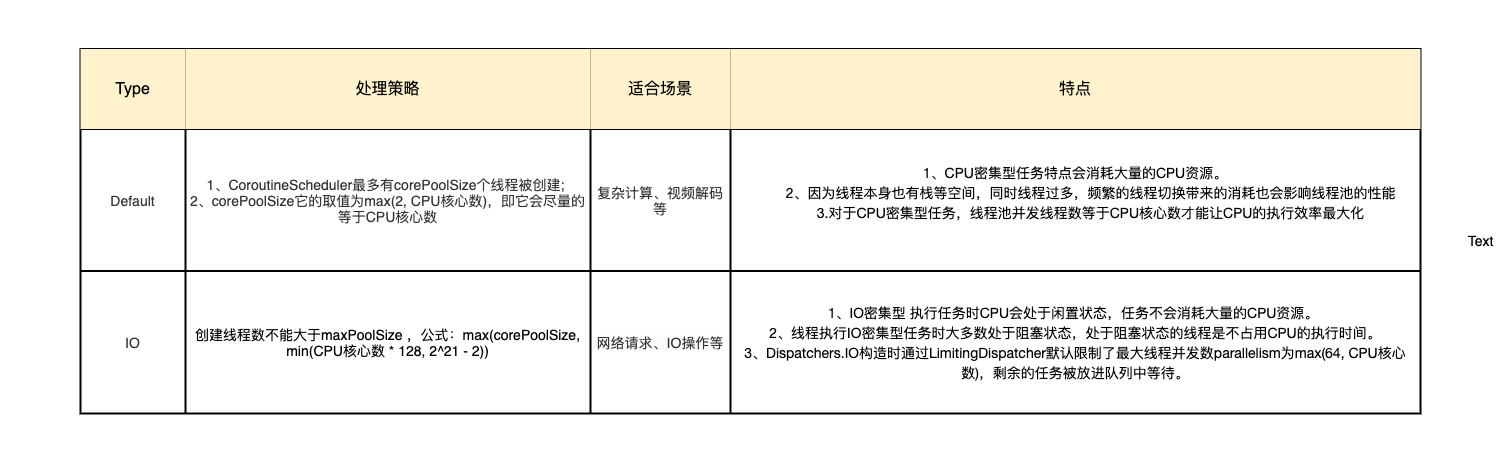 Type
处理策略
适合场景
特点
Default
1、CoroutineScheduler最多有corePoolSize个线程被创建;
2、corePoolSize它的取值为max(2, CPU核心数)，即它会尽量的
等于CPU核心数
复杂计算、视频解码
等
1、CPU密集型任务特点会消耗大量的CPU资源。
2、因为线程本身也有栈等空间，同时线程过多，频繁的线程切换带来的消耗也会影响线程池的性能
3.对于CPU密集型任务，线程池并发线程数等于CPU核心数才能让CPU的执行效率最大化
Text
IO
创建线程数不能大于maxPoolSize ，公式：max(corePoolSize,
min(CPU核心数 * 128, 2^21 - 2))
网络请求、IO操作等
1、IO密集型 执行任务时CPU会处于闲置状态，任务不会消耗大量的CPU资源。
2、线程执行IO密集型任务时大多数处于阻塞状态，处于阻塞状态的线程是不占用CPU的执行时间。
3、Dispatchers.IO构造时通过LimitingDispatcher默认限制了最大线程并发数parallelism为max(64, CPU核心
数)，剩余的任务被放进队列中等待。